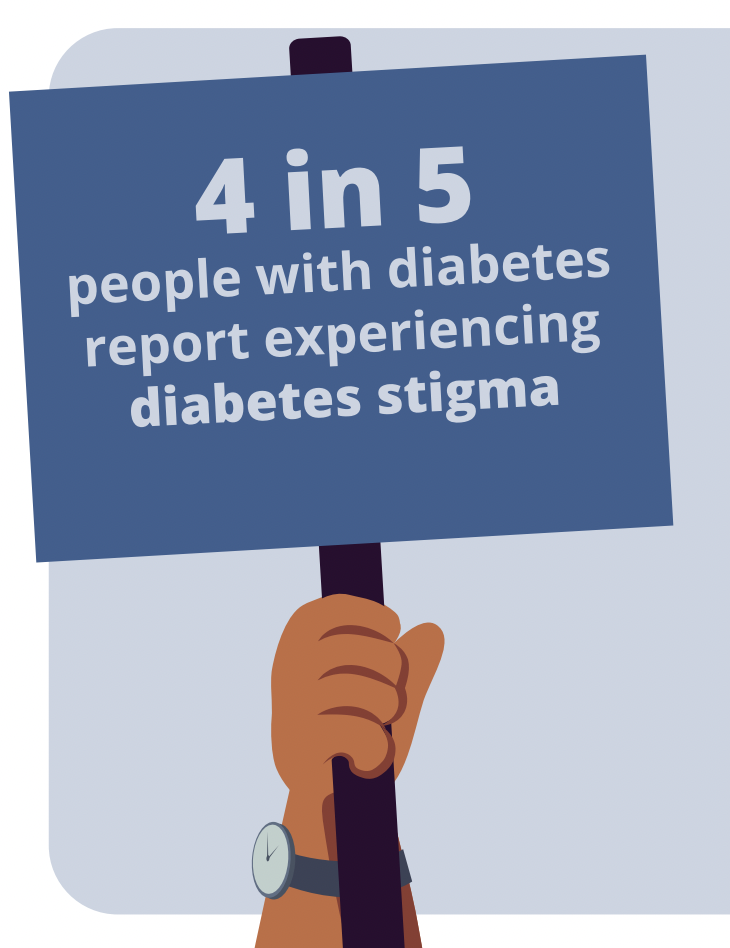 4 in 5
people with diabetes
report experiencing
diabetes stigma